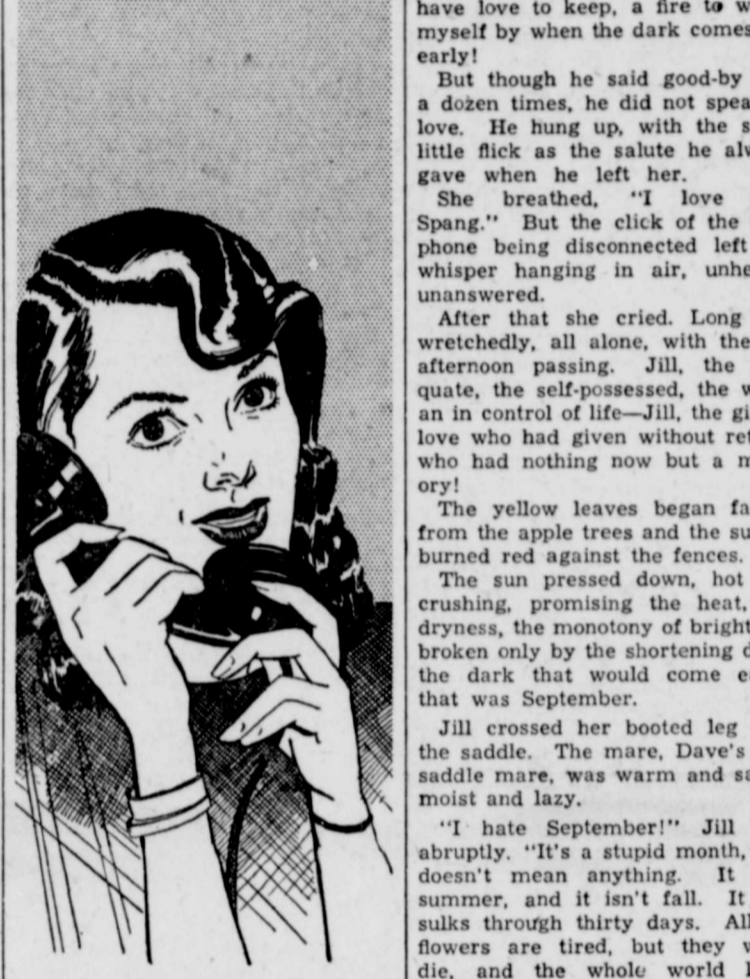 have love to keep, a fire to
myself by when the dark comes
early!
But though he said good-by
a dozen times, he did not
love. He hung up, with the
little flick as the salute he
gave when he left her.
She breathed, "I love
Spang." But the click of the
phone being disconnected left
whisper hanging in air,
unanswered.
After that she cried. Long
wretchedly, all alone, with the
afternoon passing. Jill, the
quate, the self-possessed, the
an in control of life—Jill, the
love who had given without
who had nothing now but a
ory!
The yellow leaves began
from the apple trees and the
burned red against the fences.
The sun pressed down, hot
crushing, promising the heat,
dryness, the monotony of
broken only by the shortening
the dark that would come
that was September.
Jill crossed her booted leg
the saddle. The mare, Dave's
saddle mare, was warm and
moist and lazy.
"I hate September!" Jill
abruptly. "It's a stupid month,
doesn't mean anything. It
summer, and it isn't fall. It
sulks through thirty days.
flowers are tired, but they
die, and the whole world